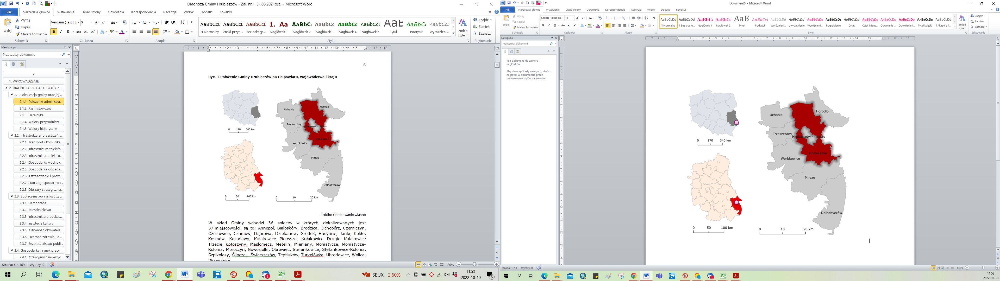 Diagnoza Gminy Hrubieszów - Zał. nr 1. 31.08.2021ost. - Microsoft Word
Plik
Narzędzia główne
Wstawianie
Układ strony
Odwołania
Korespondencja
Recenzja
Widok
Dodatki
novaPDF
Wklej
Wytnij
Kopiuj
Malarz formatów
Schowek
Verdana (Tekst p
9
Czcionka
Akapit
AaBbCcD
¶ Normalny
AaBbCcD
Znaki przyp...
AaBbCcD
Bez odstęp...
1. Aa
Nagłówek 1
AaBbC
Nagłówek 2
AaBbCc
Nagłówek 3
AaBbCc
Nagłówek 4
AaBbCcD
Nagłówek 5
AaB
Tytuł
AaBbCc
Podtytuł
AaBbCcD
Wyróżnieni...
Zmień
style
Style
Znajdź
Zamień
Zaznacz
Edytowanie
Nawigacja
Przeszukaj dokument
1. WPROWADZENIE
2. DIAGNOZA SYTUACJI SPOŁECZ...
2.1. Lokalizacja gminy oraz jej ...
2.1.1. Położenie administra...
2.1.2. Rys historyczny
2.1.3. Heraldyka
2.1.4. Walory przyrodnicze
2.1.5. Walory historyczne
2.2. Infrastruktura, przestrzeń i...
2.2.1. Transport i komunika...
2.2.2. Infrastruktura teleinfo...
2.2.3. Infrastruktura elektro...
2.2.4. Gospodarka wodno-...
2.2.5. Gospodarka odpada...
2.2.6. Kształtowanie i prow...
2.2.7. Stan zagospodarowa...
2.2.8. Obszary strategicznej...
2.3. Społeczeństwo i jakość życ...
2.3.1. Demografia
2.3.2. Mieszkalnictwo
2.3.3. Infrastruktura edukac...
2.3.4. Instytucje kultury
2.3.5. Aktywność obywatels...
2.3.6. Ochrona zdrowia i o...
2.3.7. Bezpieczeństwo publi...
2.4. Gospodarka i rynek pracy
2.4.1. Atrakcyjność inwestyc...
6
Ryc. 1 Położenie Gminy Hrubieszów na tle powiatu, województwa i kraju
0 170 340 km
0 50 100 km
0 10 20 km
Uchanie
Horodło
Trzeszczany
Hrubieszów - miasto
Hrubieszów
Werbkowice
Mircze
Dołhobyczów
Źródło: Opracowanie własne
W skład Gminy wchodzi 36 sołectw w których zlokalizowanych jest
37 miejscowości, są to: Annopol, Białoskóry, Brodzica, Cichobórz, Czerniczyn,
Czortowice, Czumów, Dąbrowa, Dziekanów, Gródek, Husynne, Janki, Kobło,
Kosmów, Kozodawy, Kułakowice Pierwsze, Kułakowice Drugie Kułakowice
Trzecie, Łotoszyny, Masłomęcz, Metelin, Mieniany, Moniatycze, Moniatycze-
Kolonia, Moroczyn, Nowosiółki, Obrowiec, Stefankowice, Stefankowice-Kolonia,
Szpikołosy, Ślipcze, Świerszczów, Teptiuków, Turkołówka, Ubrodowice, Wolica,
Wołajowice
Strona: 6 z 169
Wyrazy: 9
80%
SBUX -2,60%
11:53
2022-10-10
5
Dokument6 - Microsoft Word
Plik
Narzędzia główne
Wstawianie
Układ strony
Odwołania
Korespondencja
Recenzja
Widok
Dodatki
novaPDF
Wklej
Wytnij
Kopiuj
Malarz formatów
Schowek
Calibri (Tekst po
11
Czcionka
Akapit
AaBbCcDd
¶ Normalny
AaBbCcDd
¶ Bez odstę...
AaBbCc
Nagłówek 1
AaBbCc
Nagłówek 2
AaB
Tytuł
AaBbCc
Podtytuł
AaBbCcDd
Wyróżnieni...
AaBbCcDd
Uwydatnienie
AaBbCcDd
Wyróżnieni...
AaBbCcDd
Pogrubienie
AaBbCcDd
Cytat
AaBbCcDd
Cytat intens...
AaBbCcDd
Odwołanie ...
AaBbCcDd
Odwołanie i...
AaBbCcDd
Tytuł książki
AaBbCcDd
¶ Akapit z li...
Zmień
style
Style
Znajdź
Zamień
Zaznacz
Edytowanie
Nawigacja
Przeszukaj dokument
Ten dokument nie zawiera
nagłówków.
Aby utworzyć karty nawigacji, utwórz
nagłówki w dokumencie przez
zastosowanie stylów nagłówków.
0 170 340 km
0 50 100 km
0 10 20 km
Uchanie
Horodło
Trzeszczany
Hrubieszów - miasto
Hrubieszów
Werbkowice
Mircze
Dołhobyczów
Strona: 1 z 1
Wyrazy: 0
130%
11:53
2022-10-10